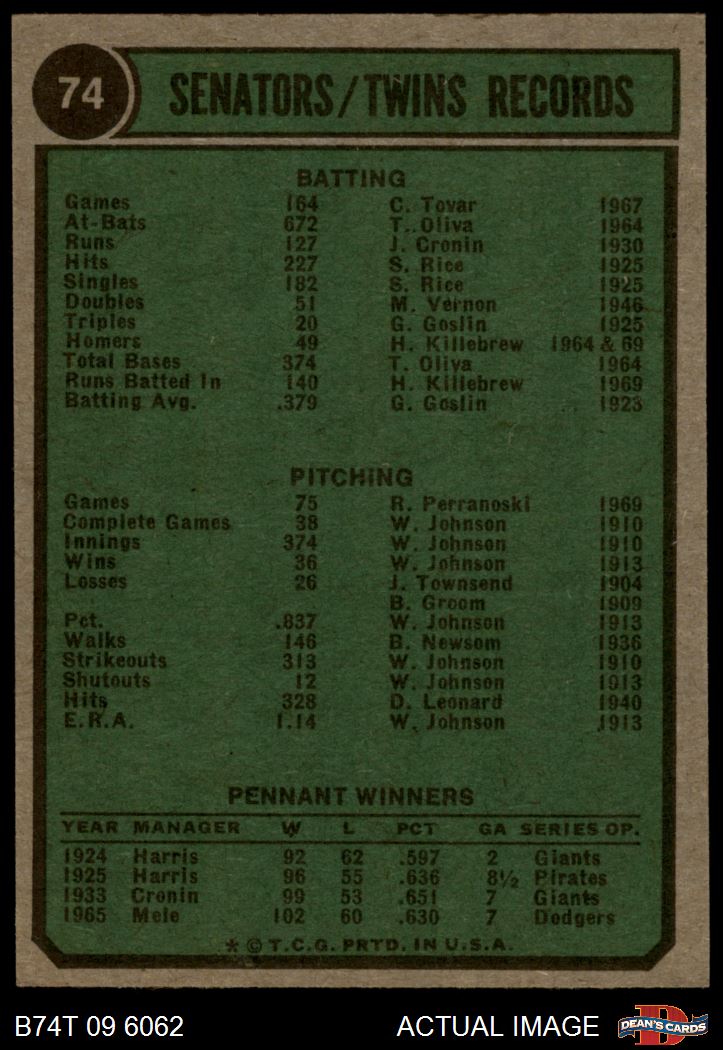 74
SENATORS/TWINS RECORDS
BATTING
Games 164 C. Tovar 1967
At-Bats 672 T. Oliva 1964
Runs 127 J. Cronin 1930
Hits 227 S. Rice 1925
Singles 182 S. Rice 1925
Doubles 51 M. Vernon 1946
Triples 20 G. Goslin 1925
Homers 49 H. Killebrew 1964 & 69
Total Bases 374 T. Oliva 1964
Runs Batted In 140 H. Killebrew 1969
Batting Avg. .379 G. Goslin 1923
PITCHING
Games 75 R. Perranoski 1969
Complete Games 38 W. Johnson 1910
Innings 374 W. Johnson 1910
Wins 36 W. Johnson 1913
Losses 26 J. Townsend 1904
B. Groom 1909
Pct. .837 W. Johnson 1913
Walks 146 B. Newsom 1936
Strikeouts 313 W. Johnson 1910
Shutouts 12 W. Johnson 1913
Hits 328 D. Leonard 1940
E.R.A. 1.14 W. Johnson 1913
PENNANT WINNERS
YEAR MANAGER W L PCT GA SERIES OP.
1924 Harris 92 62 .597 2 Giants
1925 Harris 96 55 .636 8½ Pirates
1933 Cronin 99 53 .651 7 Giants
1965 Mele 102 60 .630 7 Dodgers
* © T.C.G. PRTD. IN U.S.A.
B74T 09 6062 ACTUAL IMAGE DEAN'S CARDS